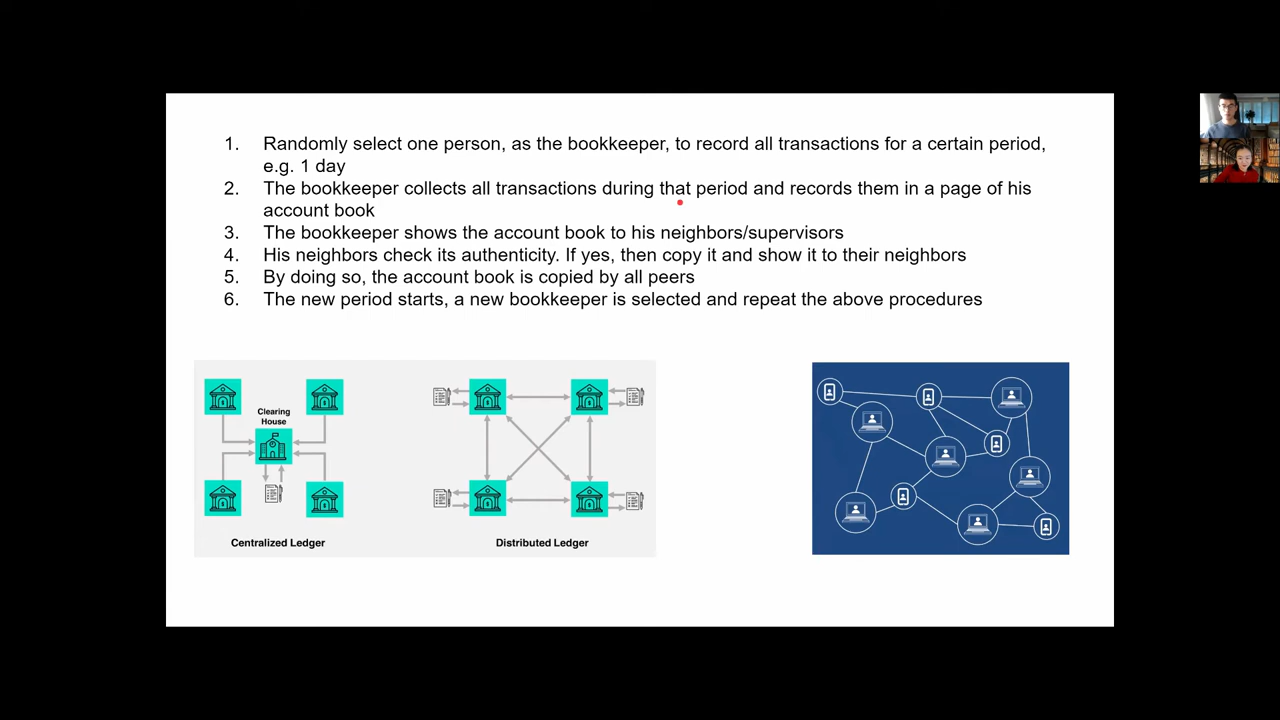 1. Randomly select one person, as the bookkeeper, to record all transactions for a certain period,
e.g. 1 day
2. The bookkeeper collects all transactions during that period and records them in a page of his
account book
3. The bookkeeper shows the account book to his neighbors/supervisors
4. His neighbors check its authenticity. If yes, then copy it and show it to their neighbors
5. By doing so, the account book is copied by all peers
6. The new period starts, a new bookkeeper is selected and repeat the above procedures
Clearing
House
Centralized Ledger
Distributed Ledger